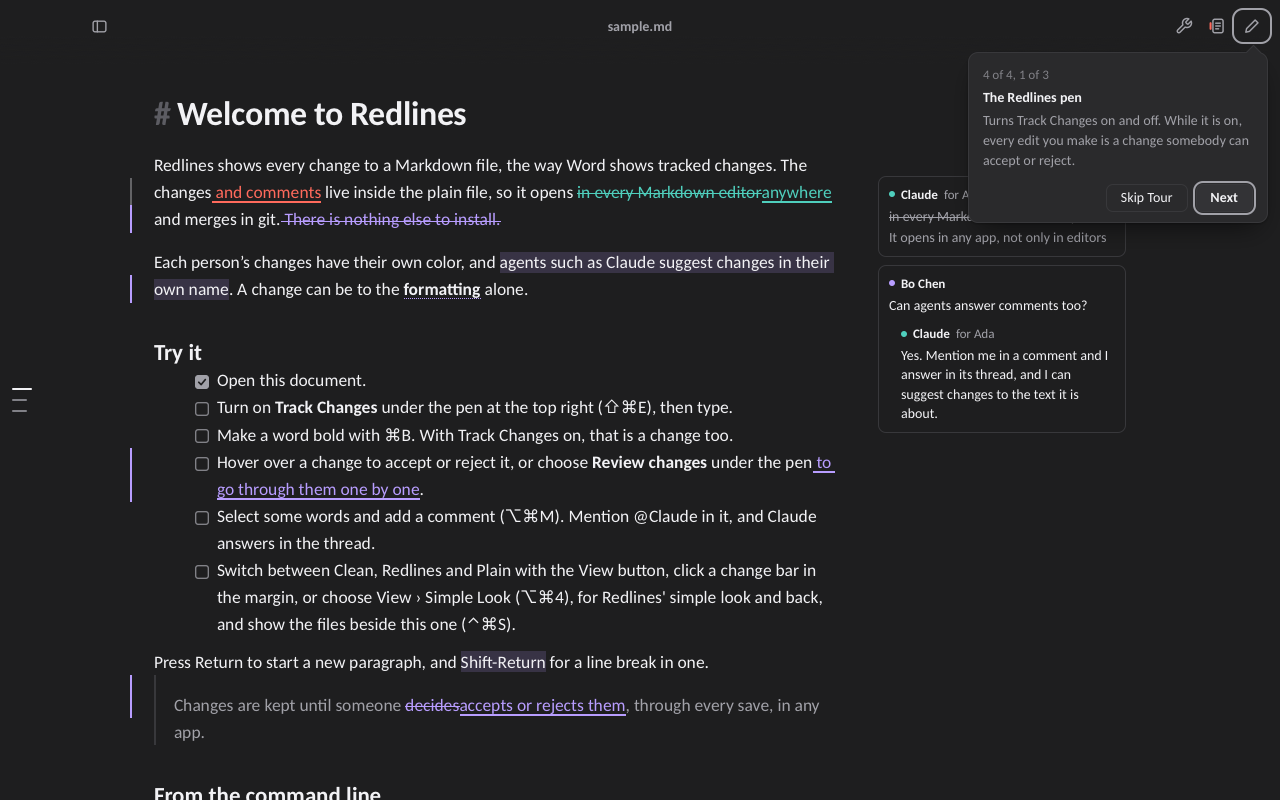 sample.md
4 of 4, 1 of 3
The Redlines pen
Turns Track Changes on and off. While it is on,
every edit you make is a change somebody can
accept or reject.
Skip Tour
Next
# Welcome to Redlines
Redlines shows every change to a Markdown file, the way Word shows tracked changes. The
changes and comments live inside the plain file, so it opens in every Markdown editoranywhere
and merges in git. There is nothing else to install.
Each person’s changes have their own color, and agents such as Claude suggest changes in their
own name. A change can be to the formatting alone.
Try it
Open this document.
Turn on Track Changes under the pen at the top right (⇧⌘E), then type.
Make a word bold with ⌘B. With Track Changes on, that is a change too.
Hover over a change to accept or reject it, or choose Review changes under the pen to
go through them one by one.
Select some words and add a comment (⌥⌘M). Mention @Claude in it, and Claude
answers in the thread.
Switch between Clean, Redlines and Plain with the View button, click a change bar in
the margin, or choose View › Simple Look (⌥⌘4), for Redlines' simple look and back,
and show the files beside this one (⌃⌘S).
Press Return to start a new paragraph, and Shift-Return for a line break in one.
Changes are kept until someone decidesaccepts or rejects them, through every save, in any
app.
From the command line
Claude for
in every
It opens in any app, not only in editors
Bo Chen
Can agents answer comments too?
Claude for Ada
Yes. Mention me in a comment and I
answer in its thread, and I can
suggest changes to the text it is
about.